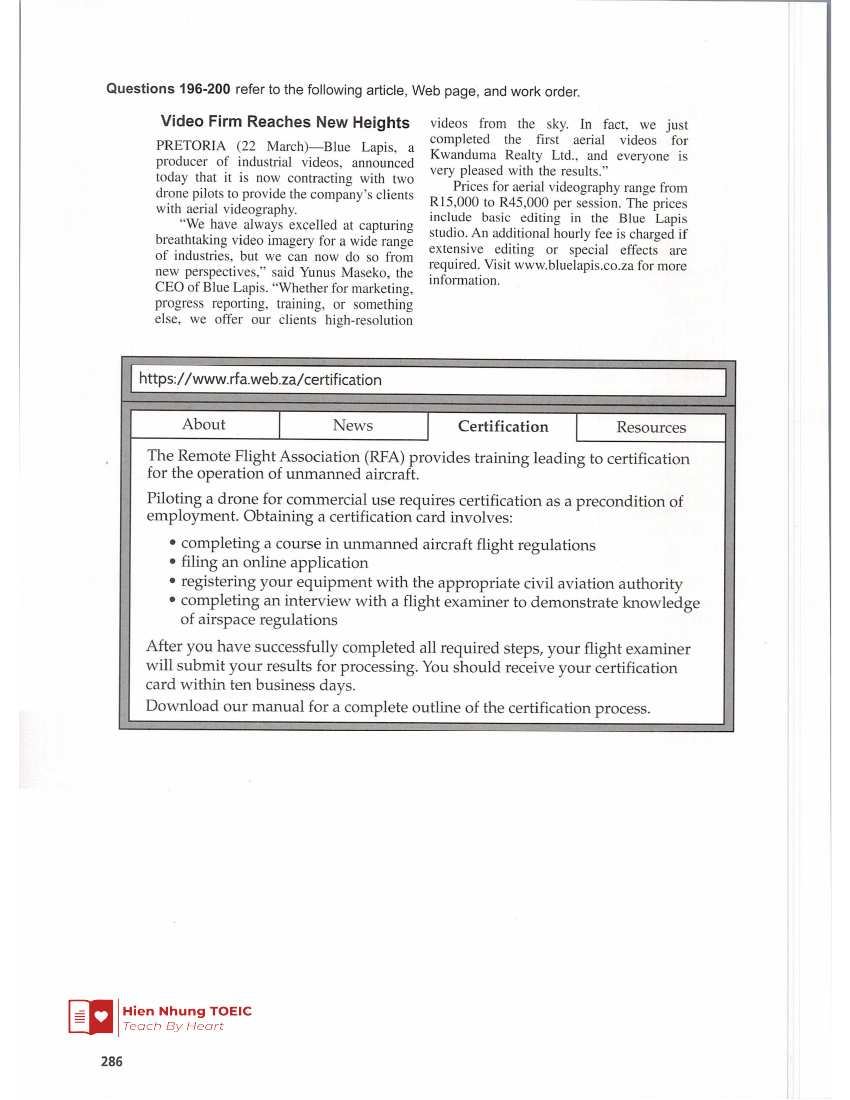 Questions 196-200 refer to the following article, Web page, and work order.
Video Firm Reaches New Heights
PRETORIA (22 March)—Blue Lapis, a
producer of industrial videos, announced
today that it is now contracting with two
drone pilots to provide the company's clients
with aerial videography.
"We have always excelled at capturing
breathtaking video imagery for a wide range
of industries, but we can now do so from
new perspectives," said Yunus Maseko, the
CEO of Blue Lapis. "Whether for marketing,
progress reporting, training, or something
else, we offer our clients high-resolution
videos from the sky. In fact, we just
completed the first aerial videos for
Kwanduma Realty Ltd., and everyone is
very pleased with the results."
Prices for aerial videography range from
R15,000 to R45,000 per session. The prices
include basic editing in the Blue Lapis
studio. An additional hourly fee is charged if
extensive editing or special effects are
required. Visit www.bluelapis.co.za for more
information.
https://www.rfa.web.za/certification
About News Certification Resources
The Remote Flight Association (RFA) provides training leading to certification
for the operation of unmanned aircraft.
Piloting a drone for commercial use requires certification as a precondition of
employment. Obtaining a certification card involves:
• completing a course in unmanned aircraft flight regulations
• filing an online application
• registering your equipment with the appropriate civil aviation authority
• completing an interview with a flight examiner to demonstrate knowledge
of airspace regulations
After you have successfully completed all required steps, your flight examiner
will submit your results for processing. You should receive your certification
card within ten business days.
Download our manual for a complete outline of the certification process.
Hien Nhung TOEIC
Teach By Heart
286